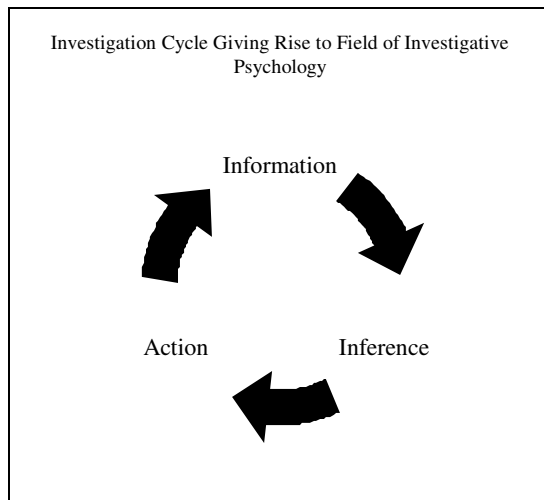 Investigation Cycle Giving Rise to Field of Investigative
Psychology
Information
Action
Inference